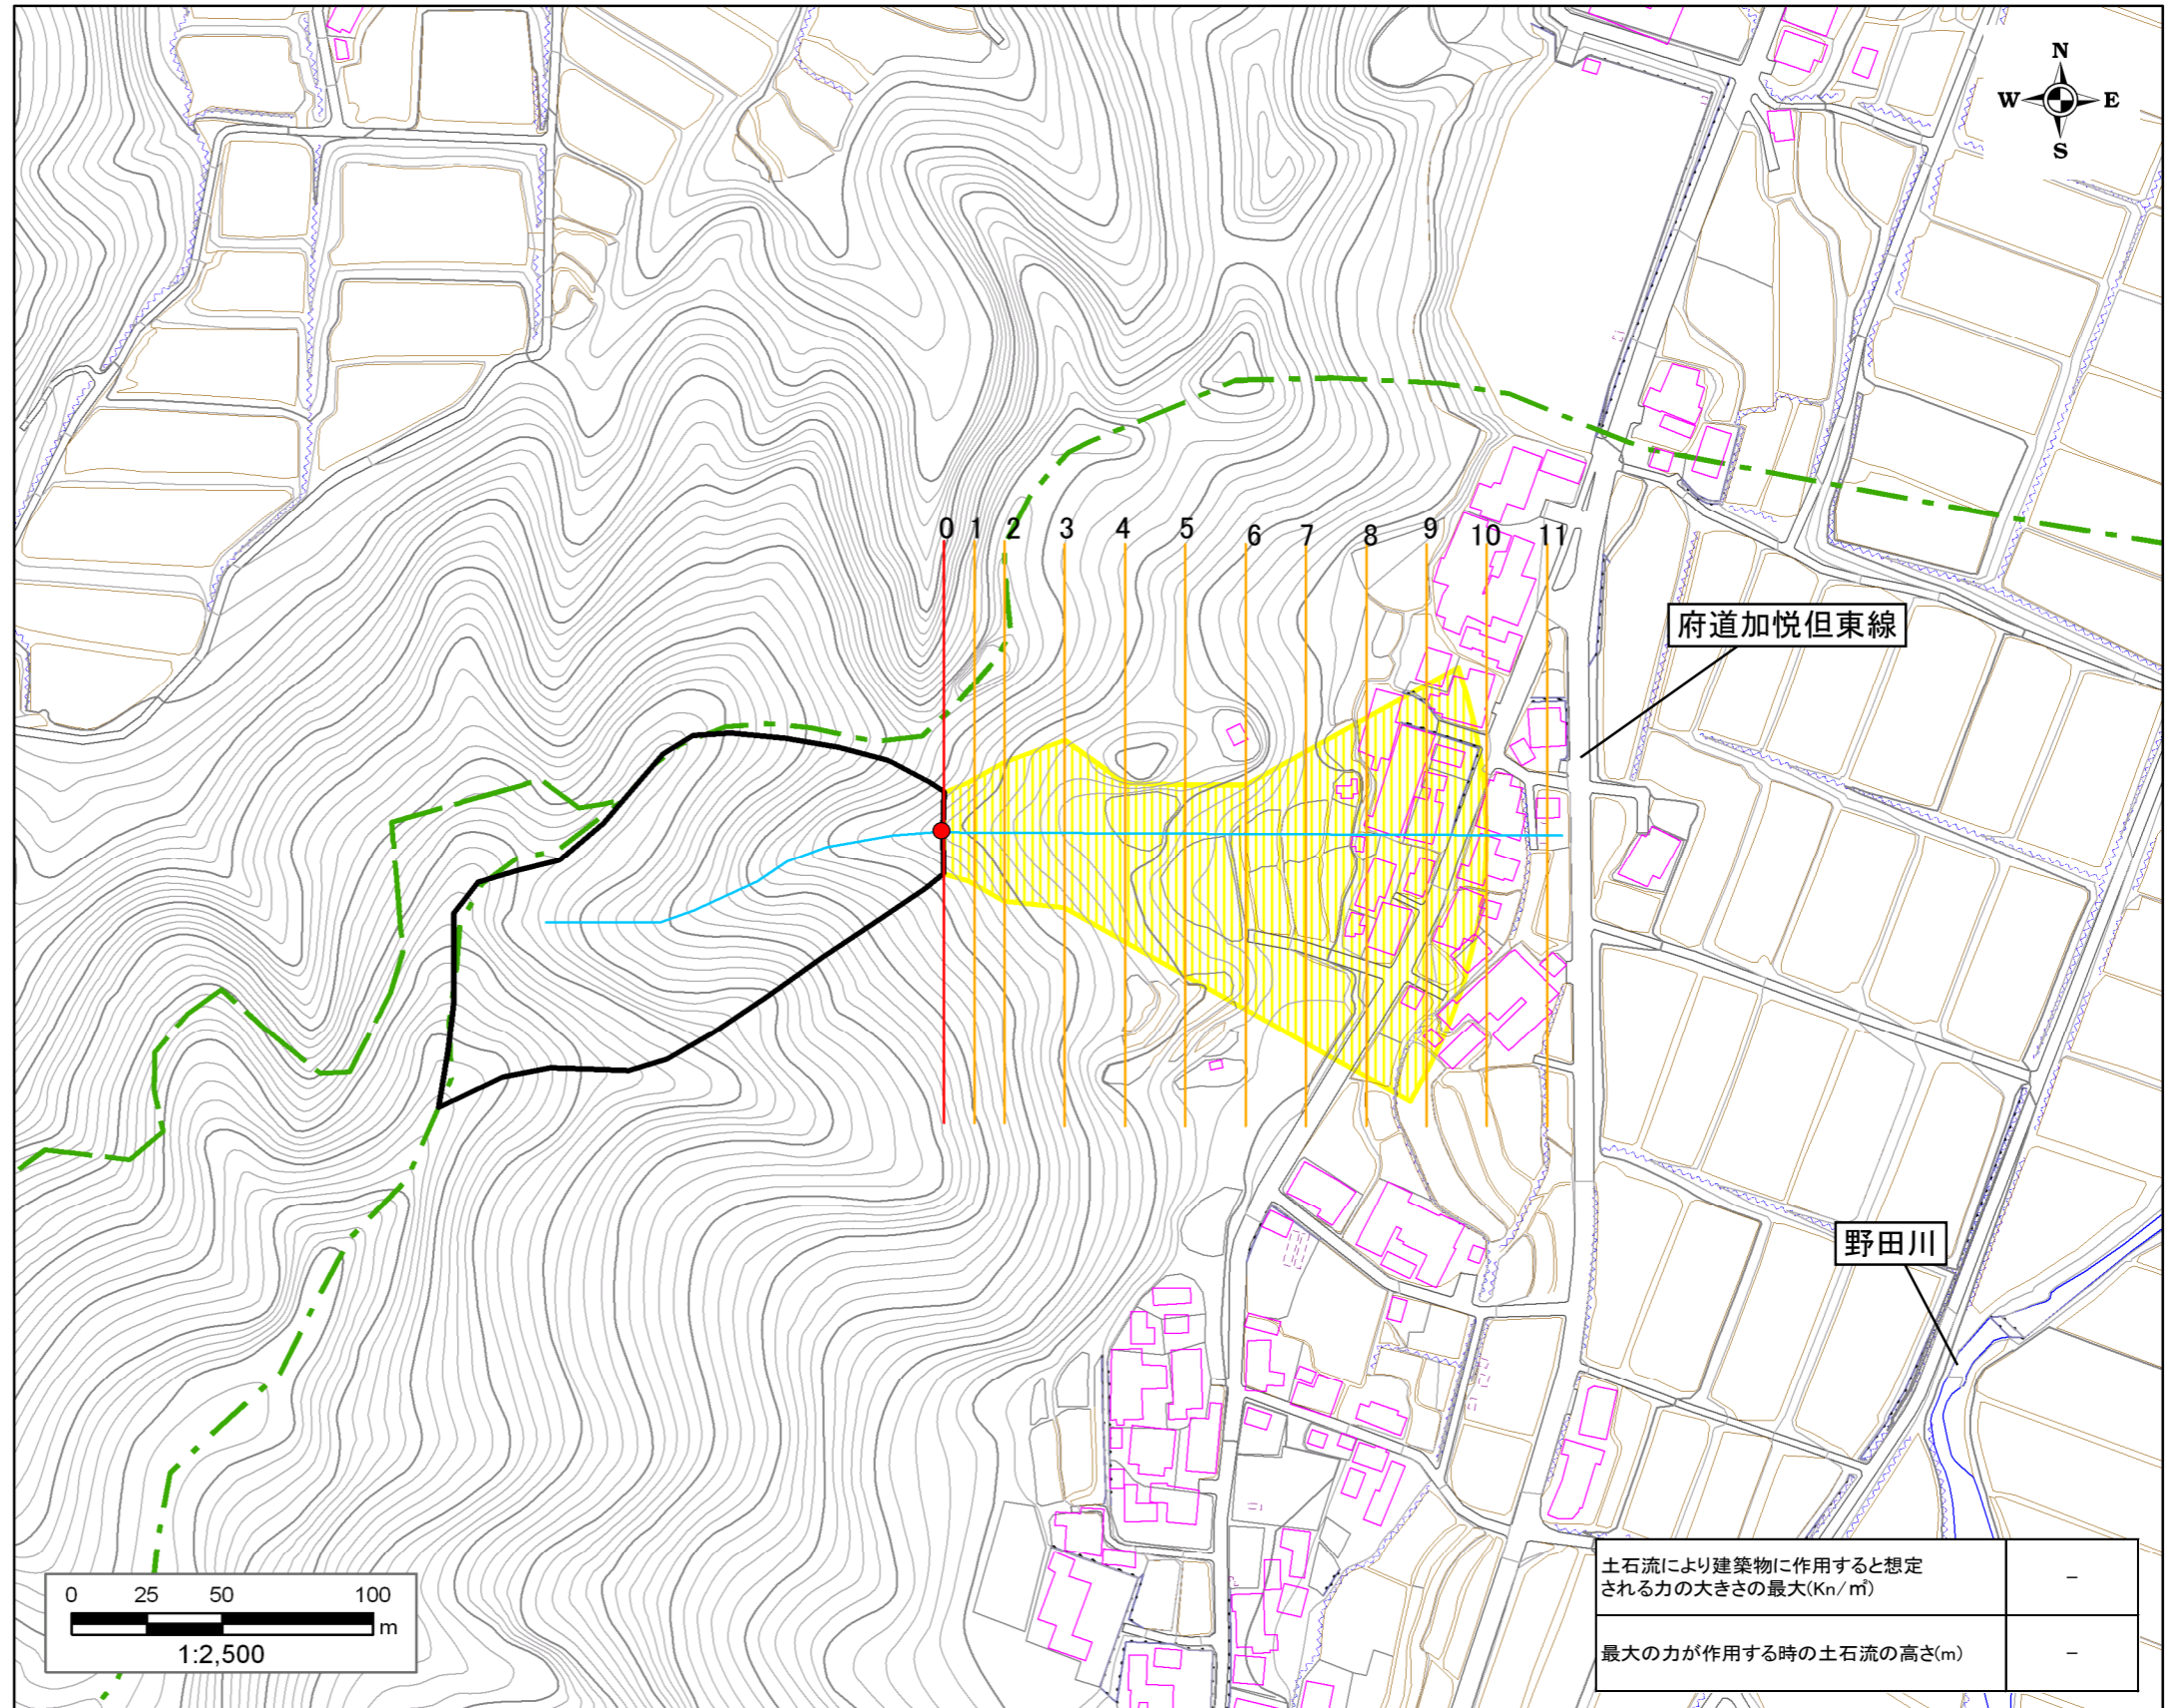 N
W E
S
0 1 2 3 4 5 6 7 8 9 10 11
府道加悦但東線
野田川
土石流により建築物に作用すると想定
される力の大きさの最大(Kn/㎡) －
最大の力が作用する時の土石流の高さ(m) －
0 25 50 100
m
1:2,500